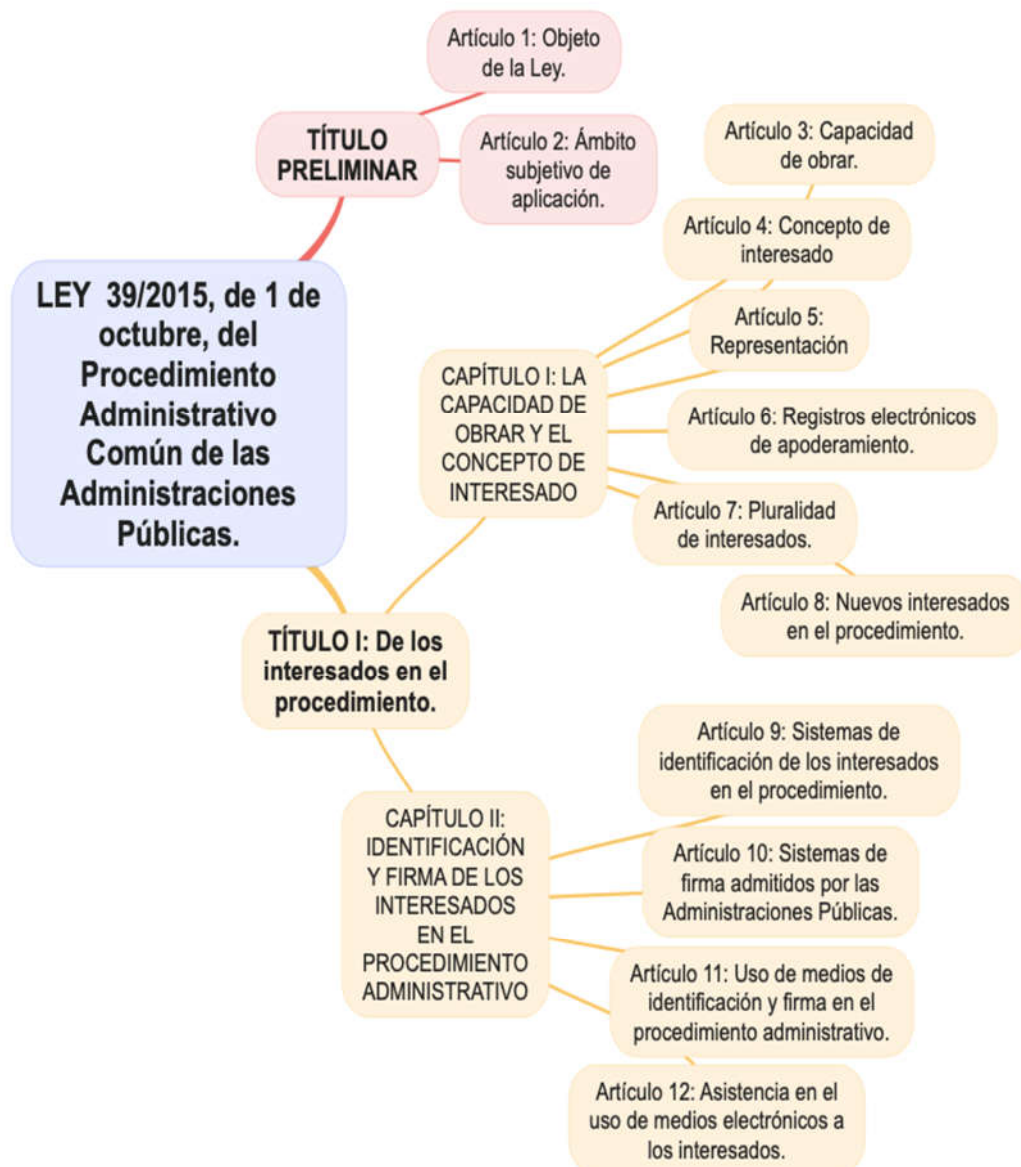 Artículo 1: Objeto
de la Ley.
TÍTULO
PRELIMINAR
Artículo 2: Ámbito
subjetivo de
aplicación.
LEY 39/2015, de 1 de
octubre, del
Procedimiento
Administrativo
Común de las
Administraciones
Públicas.
TÍTULO I: De los
interesados en el
procedimiento.
CAPÍTULO I: LA
CAPACIDAD DE
OBRAR Y EL
CONCEPTO DE
INTERESADO
Artículo 3: Capacidad
de obrar.
Artículo 4: Concepto de
interesado
Artículo 5:
Representación
Artículo 6: Registros electrónicos
de apoderamiento.
Artículo 7: Pluralidad
de interesados.
Artículo 8: Nuevos interesados
en el procedimiento.
CAPÍTULO II:
IDENTIFICACIÓN
Y FIRMA DE LOS
INTERESADOS
EN EL
PROCEDIMIENTO
ADMINISTRATIVO
Artículo 9: Sistemas de
identificación de los interesados
en el procedimiento.
Artículo 10: Sistemas de
firma admitidos por las
Administraciones Públicas.
Artículo 11: Uso de medios de
identificación y firma en el
procedimiento administrativo.
Artículo 12: Asistencia en el
uso de medios electrónicos a
los interesados.